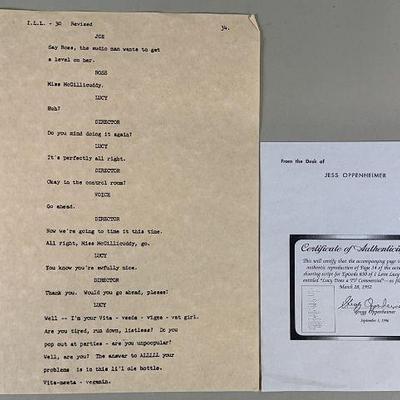 I.L.L. - 30 Revised 34.
JOE
Say Ross, the audio man wants to get
a level on her.
ROSS
Miss McGillicuddy.
LUCY
Huh?
DIRECTOR
Do you mind doing it again?
LUCY
It's perfectly all right.
DIRECTOR
Okay in the control room?
VOICE
Go ahead.
DIRECTOR
Now we're going to time it this time.
All right, Miss McGillicuddy, go.
LUCY
You know you're awfully nice.
DIRECTOR
Thank you. Would you go ahead, please?
LUCY
Well -- I'm your Vita - veeda - vigee - vat girl.
Are you tired, run down, listless? Do you
pop out at parties - are you unpoopular?
Well, are you? The answer to ALLLLL your
problems is in this li'l ole bottle.
Vita-meeta - vegamin.
From the Desk of
JESS OPPENHEIMER
Certificate of Authenticity
This will certify that the accompanying page is
authentic reproduction of Page 34 of the
shooting script for Episode #30 of I Love Lucy
entitled "Lucy Does a TV Commercial"
March 28, 1952
Gregg Oppenheimer
Gregg Oppenheimer
September 1, 1996